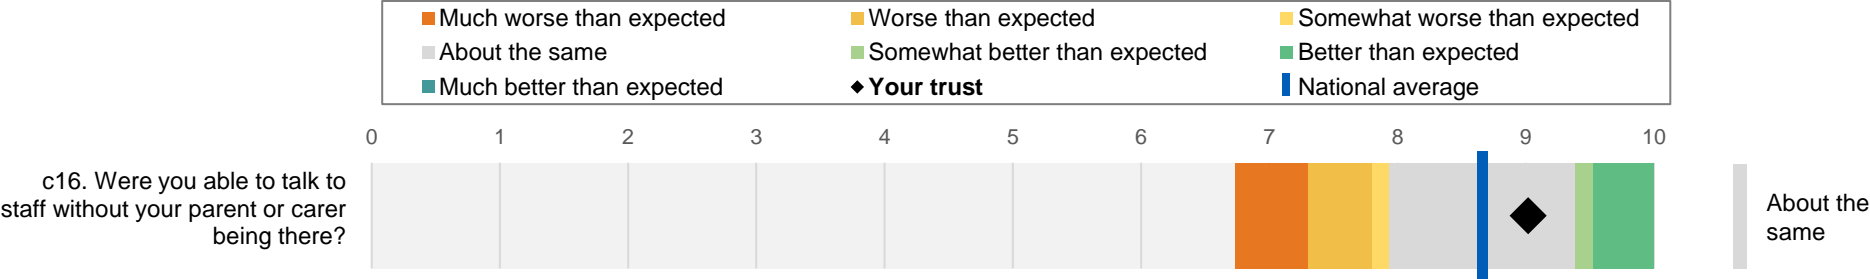 Much worse than expected
Worse than expected
Somewhat worse than expected
About the same
Somewhat better than expected
Better than expected
Much better than expected
Your trust
National average
0 1 2 3 4 5 6 7 8 9 10
c16. Were you able to talk to
staff without your parent or carer
being there?
About the
same